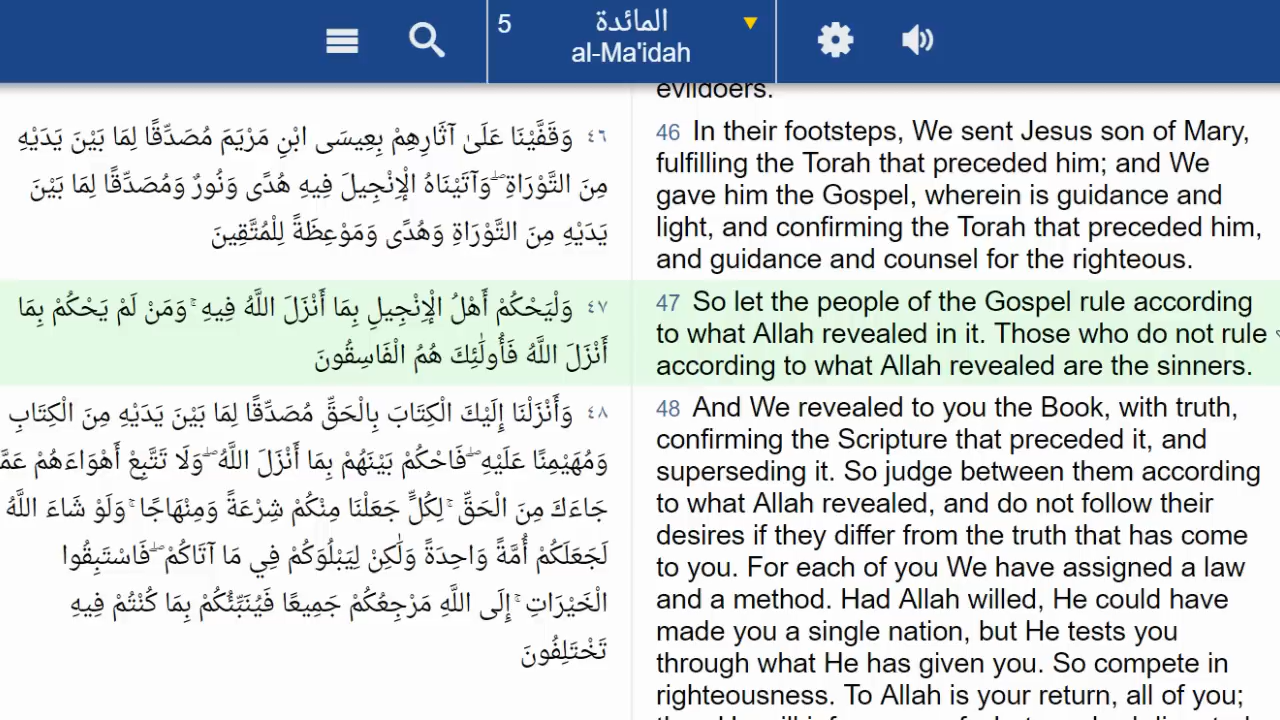 5
المائدة
al-Ma'idah
evildoers.
٤٦ وَقَفَّيْنَا عَلَىٰ آثَارِهِمْ بِعِيسَى ابْنِ مَرْيَمَ مُصَدِّقًا لِمَا بَيْنَ يَدَيْهِ
مِنَ التَّوْرَاةِ ۖ وَآتَيْنَاهُ الْإِنْجِيلَ فِيهِ هُدًى وَنُورٌ وَمُصَدِّقًا لِمَا بَيْنَ
يَدَيْهِ مِنَ التَّوْرَاةِ وَهُدًى وَمَوْعِظَةً لِلْمُتَّقِينَ
46 In their footsteps, We sent Jesus son of Mary,
fulfilling the Torah that preceded him; and We
gave him the Gospel, wherein is guidance and
light, and confirming the Torah that preceded him,
and guidance and counsel for the righteous.
٤٧ وَلْيَحْكُمْ أَهْلُ الْإِنْجِيلِ بِمَا أَنْزَلَ اللَّهُ فِيهِ ۚ وَمَنْ لَمْ يَحْكُمْ بِمَا
أَنْزَلَ اللَّهُ فَأُولَٰئِكَ هُمُ الْفَاسِقُونَ
47 So let the people of the Gospel rule according
to what Allah revealed in it. Those who do not rule
according to what Allah revealed are the sinners.
٤٨ وَأَنْزَلْنَا إِلَيْكَ الْكِتَابَ بِالْحَقِّ مُصَدِّقًا لِمَا بَيْنَ يَدَيْهِ مِنَ الْكِتَابِ
وَمُهَيْمِنًا عَلَيْهِ ۖ فَاحْكُمْ بَيْنَهُمْ بِمَا أَنْزَلَ اللَّهُ ۖ وَلَا تَتَّبِعْ أَهْوَاءَهُمْ عَمَّا
جَاءَكَ مِنَ الْحَقِّ ۚ لِكُلٍّ جَعَلْنَا مِنْكُمْ شِرْعَةً وَمِنْهَاجًا ۚ وَلَوْ شَاءَ اللَّهُ
لَجَعَلَكُمْ أُمَّةً وَاحِدَةً وَلَٰكِنْ لِيَبْلُوَكُمْ فِي مَا آتَاكُمْ ۖ فَاسْتَبِقُوا
الْخَيْرَاتِ ۚ إِلَى اللَّهِ مَرْجِعُكُمْ جَمِيعًا فَيُنَبِّئُكُمْ بِمَا كُنْتُمْ فِيهِ
تَخْتَلِفُونَ
48 And We revealed to you the Book, with truth,
confirming the Scripture that preceded it, and
superseding it. So judge between them according
to what Allah revealed, and do not follow their
desires if they differ from the truth that has come
to you. For each of you We have assigned a law
and a method. Had Allah willed, He could have
made you a single nation, but He tests you
through what He has given you. So compete in
righteousness. To Allah is your return, all of you;